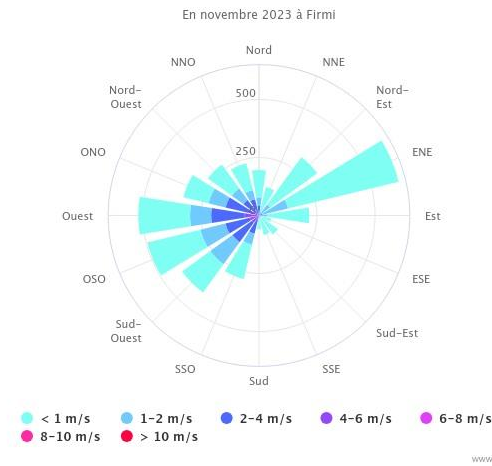 En novembre 2023 à Firmi
Nord
NNO
NNE
Nord-
Ouest
Nord-
Est
500
250
ONO
ENE
Ouest
Est
OSO
ESE
Sud-
Ouest
Sud-Est
SSO
SSE
Sud
< 1 m/s
1-2 m/s
2-4 m/s
4-6 m/s
6-8 m/s
8-10 m/s
> 10 m/s
www